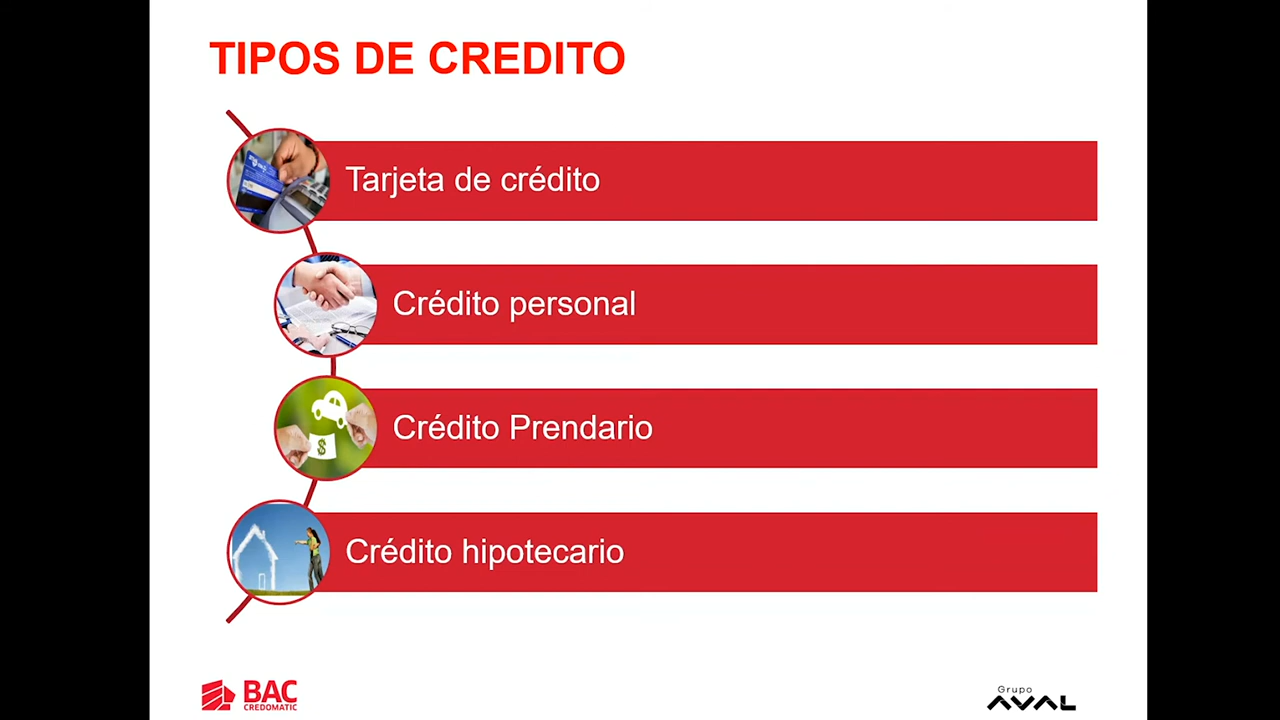 TIPOS DE CREDITO
Tarjeta de crédito
Crédito personal
Crédito Prendario
$
Crédito hipotecario
BAC
CREDOMATIC
Grupo
AVAL